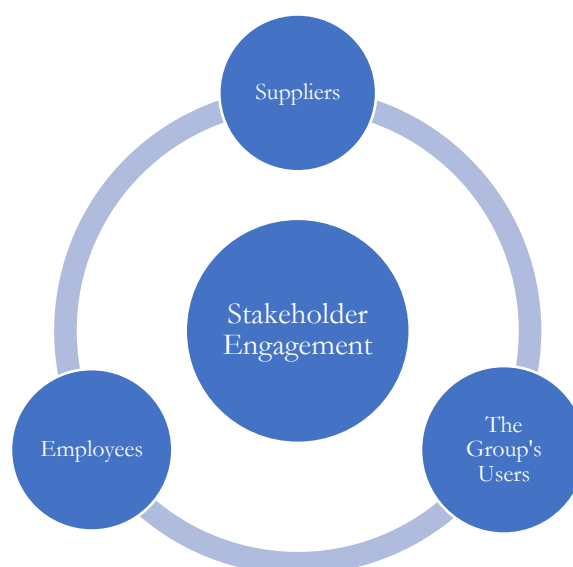 Suppliers
Stakeholder
Engagement
Employees
The
Group's
Users